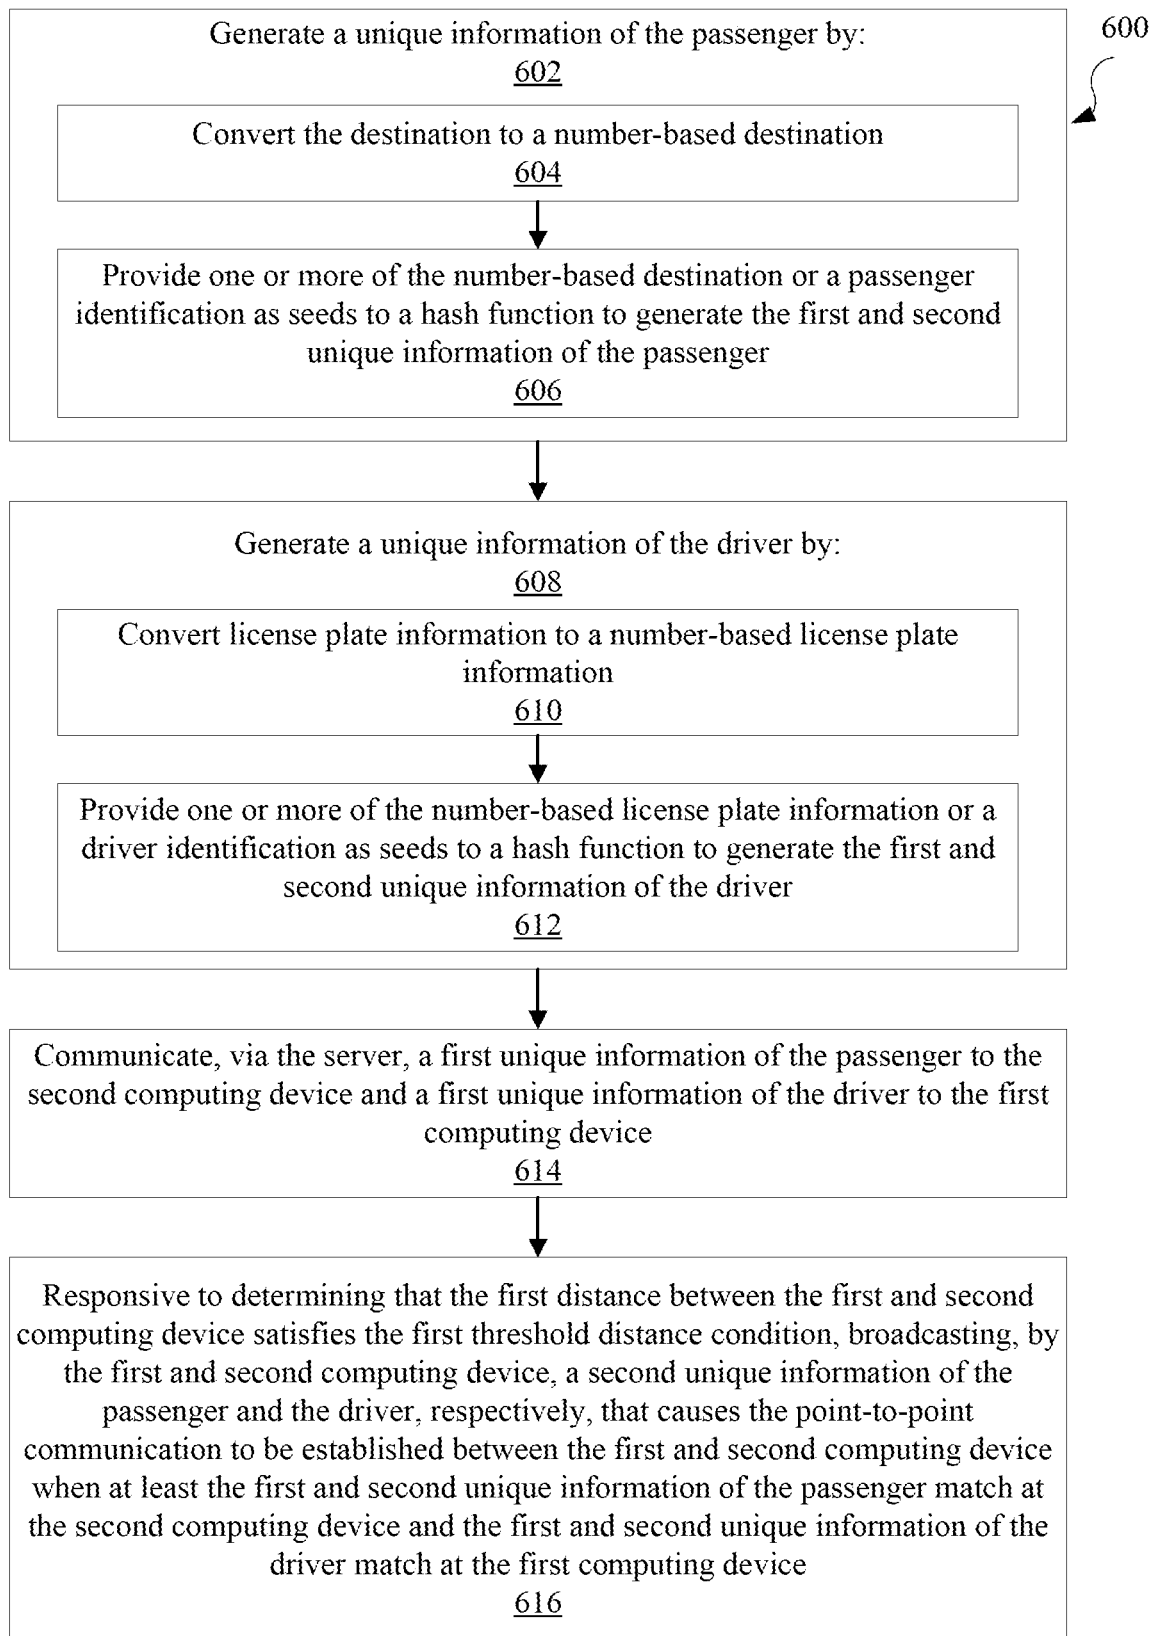 600
Generate a unique information of the passenger by:
602
Convert the destination to a number-based destination
604
Provide one or more of the number-based destination or a passenger
identification as seeds to a hash function to generate the first and second
unique information of the passenger
606
Generate a unique information of the driver by:
608
Convert license plate information to a number-based license plate
information
610
Provide one or more of the number-based license plate information or a
driver identification as seeds to a hash function to generate the first and
second unique information of the driver
612
Communicate, via the server, a first unique information of the passenger to the
second computing device and a first unique information of the driver to the first
computing device
614
Responsive to determining that the first distance between the first and second
computing device satisfies the first threshold distance condition, broadcasting, by
the first and second computing device, a second unique information of the
passenger and the driver, respectively, that causes the point-to-point
communication to be established between the first and second computing device
when at least the first and second unique information of the passenger match at
the second computing device and the first and second unique information of the
driver match at the first computing device
616